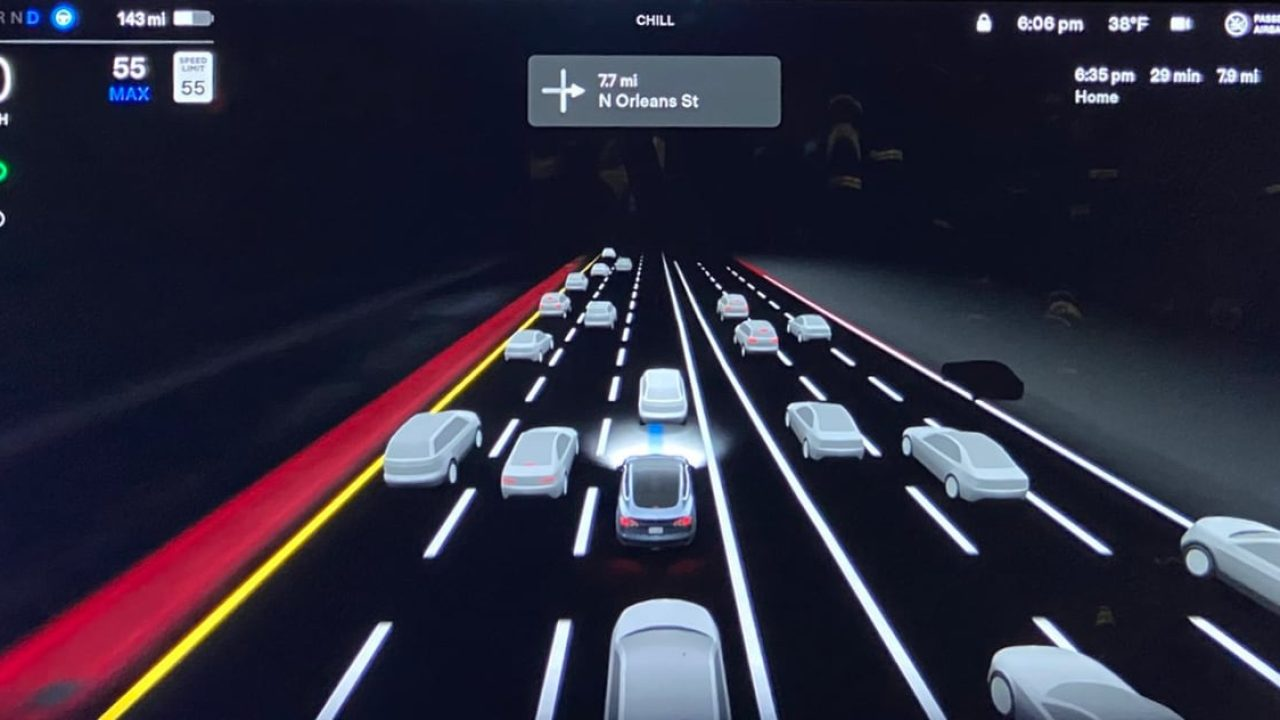 R N D
143 mi
CHILL
6:06 pm
38°F
55
MAX
SPEED
LIMIT
55
7.7 mi
N Orleans St
6:35 pm 29 min 7.9 mi
Home